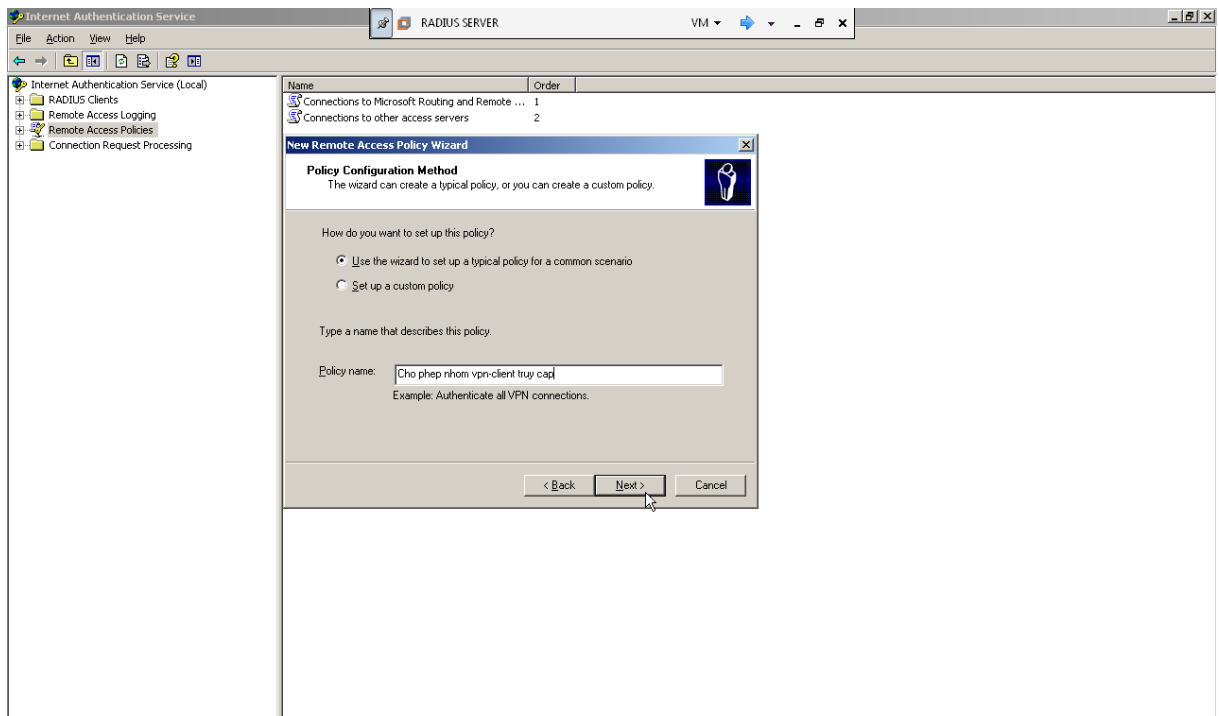 Internet Authentication Service
RADIUS SERVER
VM
File Action View Help
Internet Authentication Service (Local)
RADIUS Clients
Remote Access Logging
Remote Access Policies
Connection Request Processing
Name Order
Connections to Microsoft Routing and Remote ... 1
Connections to other access servers 2
New Remote Access Policy Wizard
Policy Configuration Method
The wizard can create a typical policy, or you can create a custom policy.
How do you want to set up this policy?
Use the wizard to set up a typical policy for a common scenario
Set up a custom policy
Type a name that describes this policy.
Policy name: Cho phep nhom vpn-client truy cap
Example: Authenticate all VPN connections.
< Back Next > Cancel